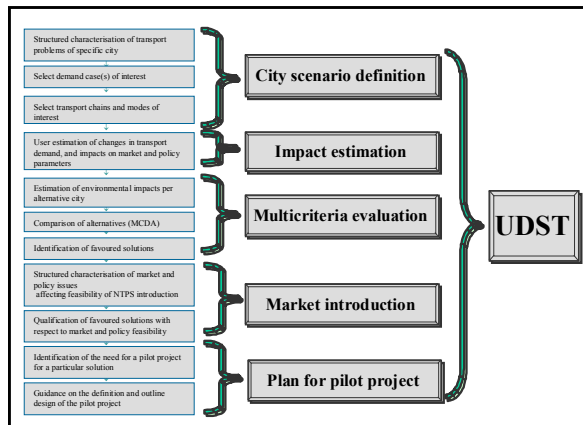 Structured characterisation of transport
problems of specific city
Select demand case(s) of interest
Select transport chains and modes of
interest
User estimation of changes in transport
demand, and impacts on market and policy
parameters
Estimation of environmental impacts per
alternative city
Comparison of alternatives (MCDA)
Identification of favoured solutions
Structured characterisation of market and
policy issues
affecting feasibility of NTPS introduction
Qualification of favoured solutions with
respect to market and policy feasibility
Identification of the need for a pilot project
for a particular solution
Guidance on the definition and outline
design of the pilot project
City scenario definition
Impact estimation
Multicriteria evaluation
Market introduction
Plan for pilot project
UDST